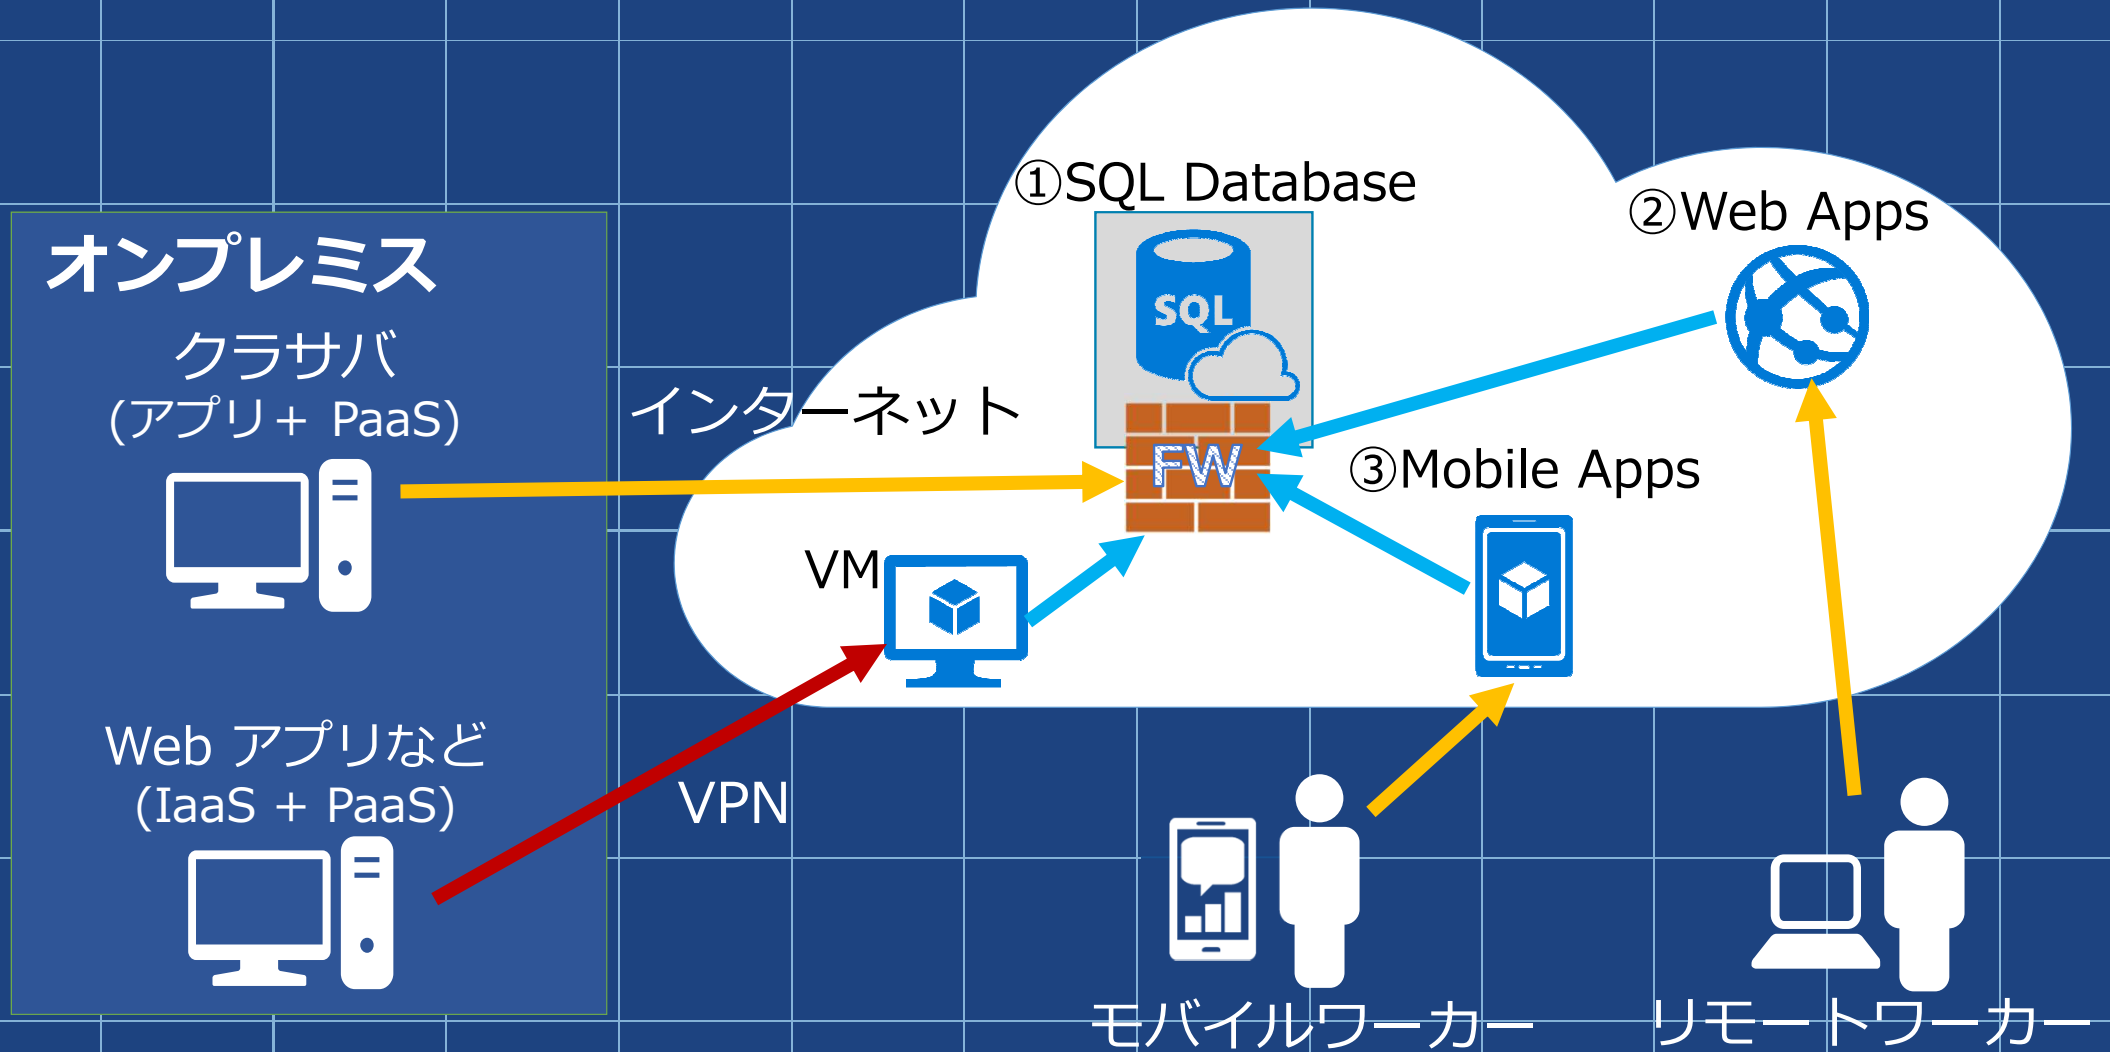 ①SQL Database
②Web Apps
オンプレミス
クラサバ
(アプリ＋ PaaS)
SQL
インターネット
FW
③Mobile Apps
VM
Web アプリなど
(IaaS + PaaS)
VPN
モバイルワーカー
リモートワーカー